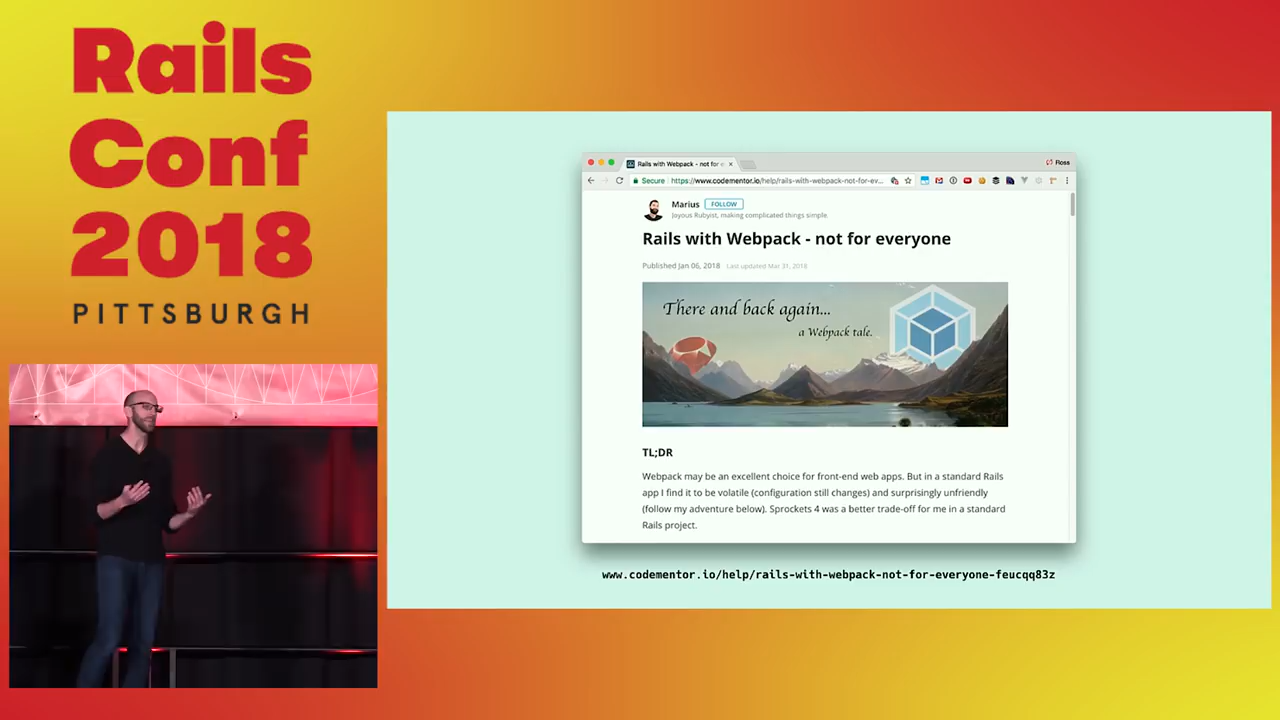 Rails
Conf
2018
PITTSBURGH
Rails with Webpack - not for e
Ross
Secure
https://www.codementor.io/help/rails-with-webpack-not-for-ev...
Marius
FOLLOW
Joyous Rubyist, making complicated things simple.
Rails with Webpack - not for everyone
Published Jan 06, 2018 Last updated Mar 31, 2018
There and back again...
a Webpack tale.
TL;DR
Webpack may be an excellent choice for front-end web apps. But in a standard Rails
app I find it to be volatile (configuration still changes) and surprisingly unfriendly
(follow my adventure below). Sprockets 4 was a better trade-off for me in a standard
Rails project.
www.codementor.io/help/rails-with-webpack-not-for-everyone-feucqq83z